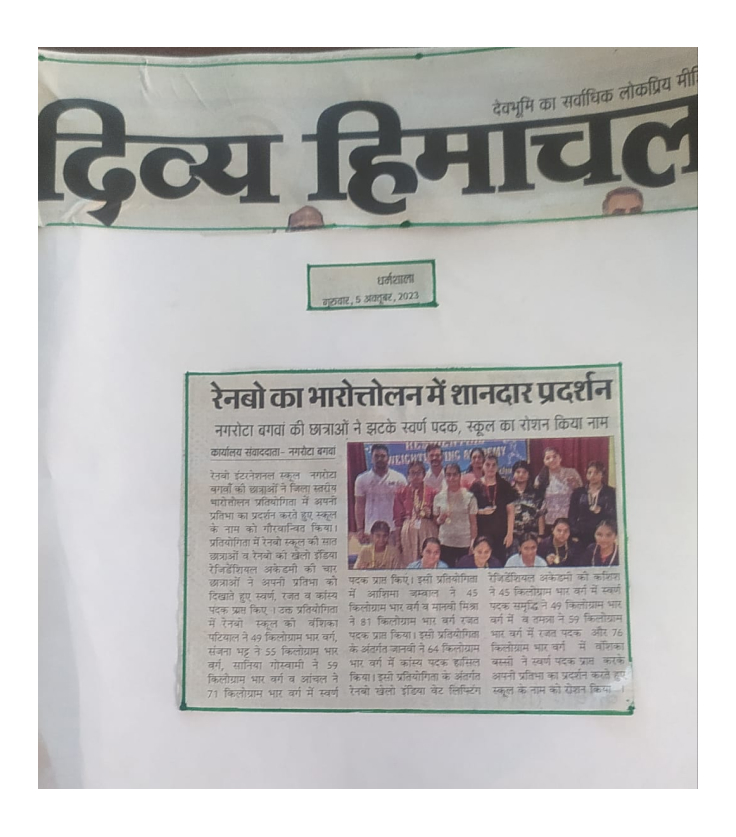 देवभूमि का सर्वाधिक लोकप्रिय
दिव्य हिमाचल
धर्मशाला
गुरुवार, 5 अक्तूबर, 2023
रेनबो का भारोत्तोलन में शानदार प्रदर्शन
नगरोटा बगवां की छात्राओं ने झटके स्वर्ण पदक, स्कूल का रोशन किया नाम
कार्यालय संवाददाता- नगरोटा बगवां
रेनबो इंटरनेशनल स्कूल नगरोटा
बगवां की छात्राओं ने जिला स्तरीय
भारोत्तोलन प्रतियोगिता में अपनी
प्रतिभा का प्रदर्शन करते हुए स्कूल
के नाम को गौरवान्वित किया।
प्रतियोगिता में रेनबो स्कूल की सात
छात्राओं व रेनबो की खेलो इंडिया
रेजिडेंशियल अकेडमी की चार
छात्राओं ने अपनी प्रतिभा को
दिखाते हुए स्वर्ण, रजत व कांस्य
पदक प्राप्त किए । उक्त प्रतियोगिता
में रेनबो स्कूल की वंशिका
पटियाल ने 49 किलोग्राम भार वर्ग,
संजना भट्ट ने 55 किलोग्राम भार
वर्ग, सानिया गोस्वामी ने 59
किलोग्राम भार वर्ग व आंचल ने
71 किलोग्राम भार वर्ग में स्वर्ण
WEIGHTLIFTING ACADEMY
पदक प्राप्त किए। इसी प्रतियोगिता
में आशिमा जम्वाल ने 45
किलोग्राम भार वर्ग व मानवी मिश्रा
ने 81 किलोग्राम भार वर्ग रजत
पदक प्राप्त किया। इसी प्रतियोगिता
के अंतर्गत जानवी ने 64 किलोग्राम
भार वर्ग में कांस्य पदक हासिल
किया। इसी प्रतियोगिता के अंतर्गत
रेनबो खेलो इंडिया वेट लिफ्टिंग
रेजिडेंशियल अकेडमी की कशिश
ने 45 किलोग्राम भार वर्ग में स्वर्ण
पदक समृद्धि ने 49 किलोग्राम भार
वर्ग में व तमन्ना ने 59 किलोग्राम
भार वर्ग में रजत पदक और 76
किलोग्राम भार वर्ग में वंशिका
बस्सी ने स्वर्ण पदक प्राप्त करके
अपनी प्रतिभा का प्रदर्शन करते हुए
स्कूल के नाम को रोशन किया ।